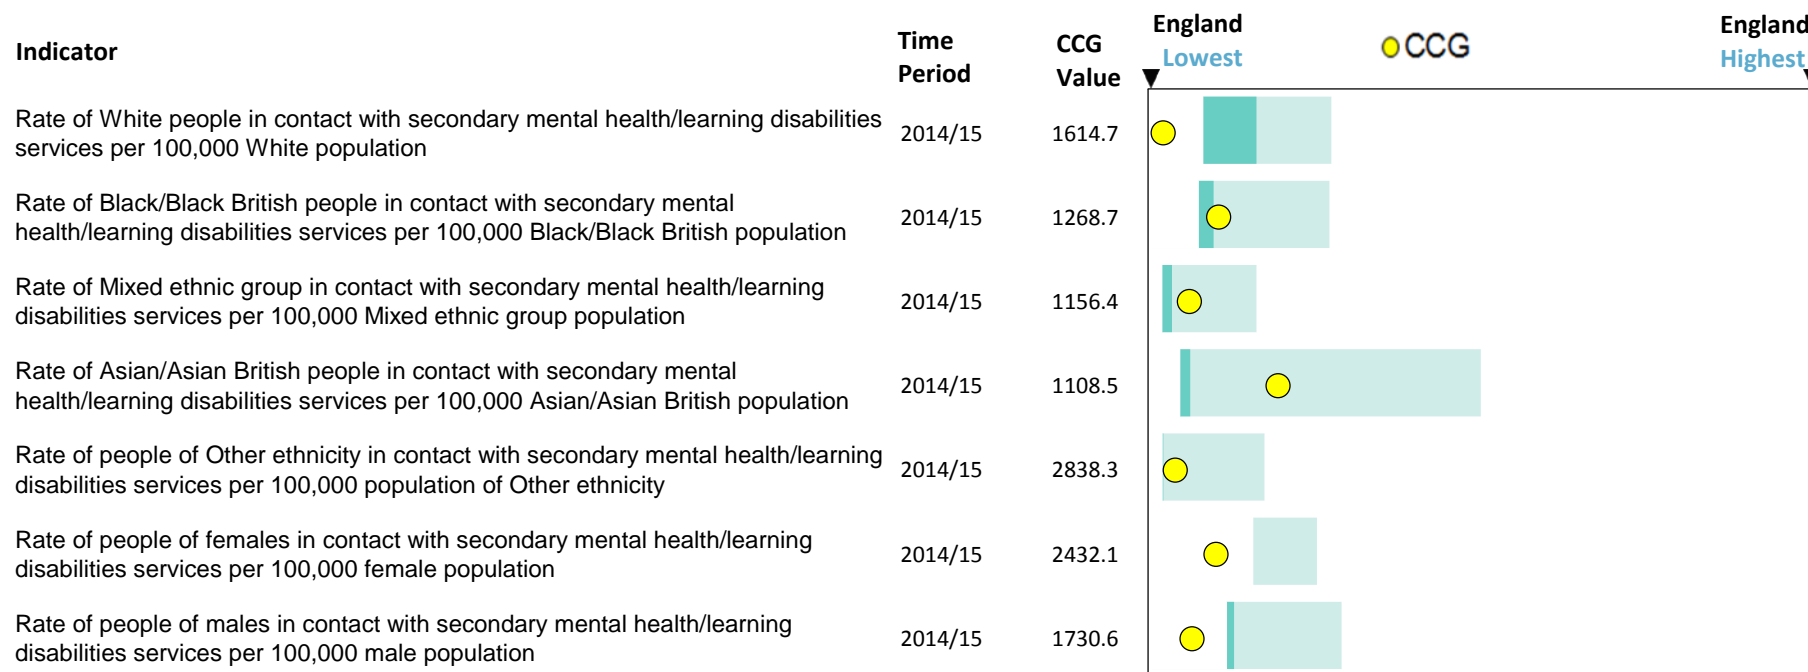 Indicator
Time Period
CCG Value
England Lowest
CCG
England Highest
Rate of White people in contact with secondary mental health/learning disabilities
services per 100,000 White population
2014/15
1614.7
Rate of Black/Black British people in contact with secondary mental
health/learning disabilities services per 100,000 Black/Black British population
2014/15
1268.7
Rate of Mixed ethnic group in contact with secondary mental health/learning
disabilities services per 100,000 Mixed ethnic group population
2014/15
1156.4
Rate of Asian/Asian British people in contact with secondary mental
health/learning disabilities services per 100,000 Asian/Asian British population
2014/15
1108.5
Rate of people of Other ethnicity in contact with secondary mental health/learning
disabilities services per 100,000 population of Other ethnicity
2014/15
2838.3
Rate of people of females in contact with secondary mental health/learning
disabilities services per 100,000 female population
2014/15
2432.1
Rate of people of males in contact with secondary mental health/learning
disabilities services per 100,000 male population
2014/15
1730.6